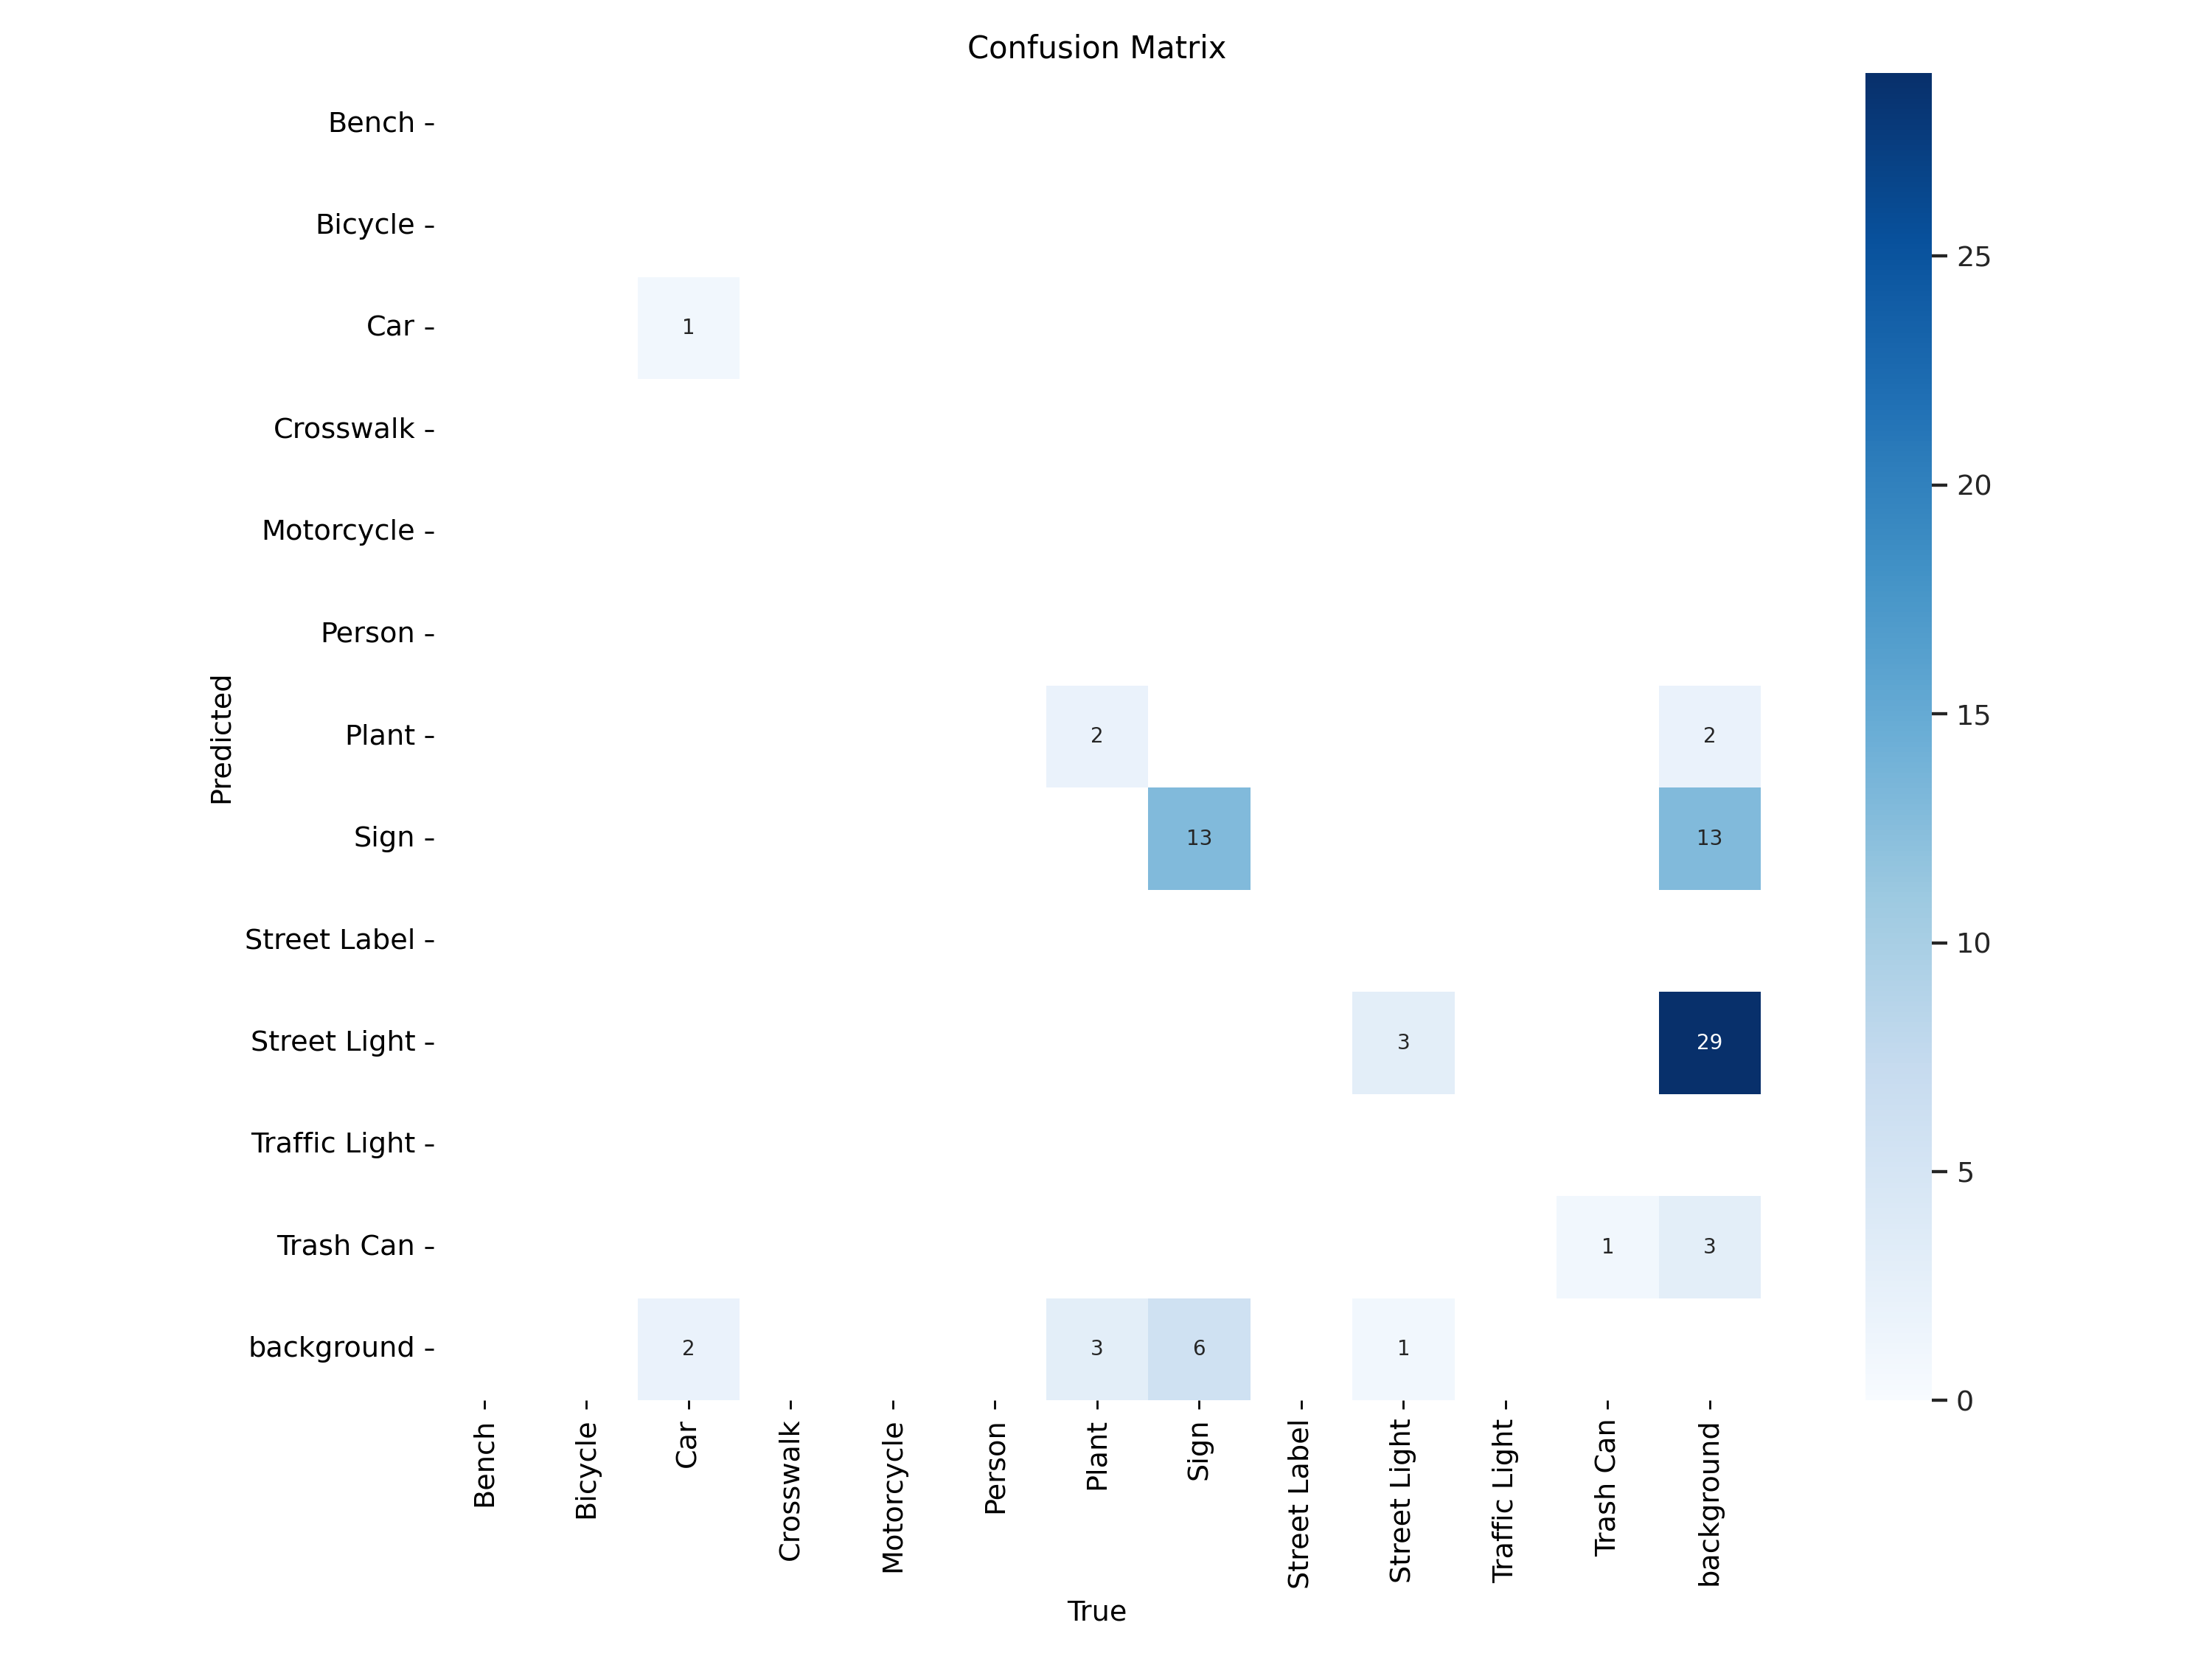 Confusion Matrix
Bench
Bicycle
Car
1
Crosswalk
Motorcycle
Person
Plant
2
2
Sign
13
13
Street Label
Street Light
3
29
Traffic Light
Trash Can
1
3
background
2
3
6
1
Predicted
Bench
Bicycle
Car
Crosswalk
Motorcycle
Person
Plant
Sign
Street Label
Street Light
Traffic Light
Trash Can
background
True
25
20
15
10
5
0